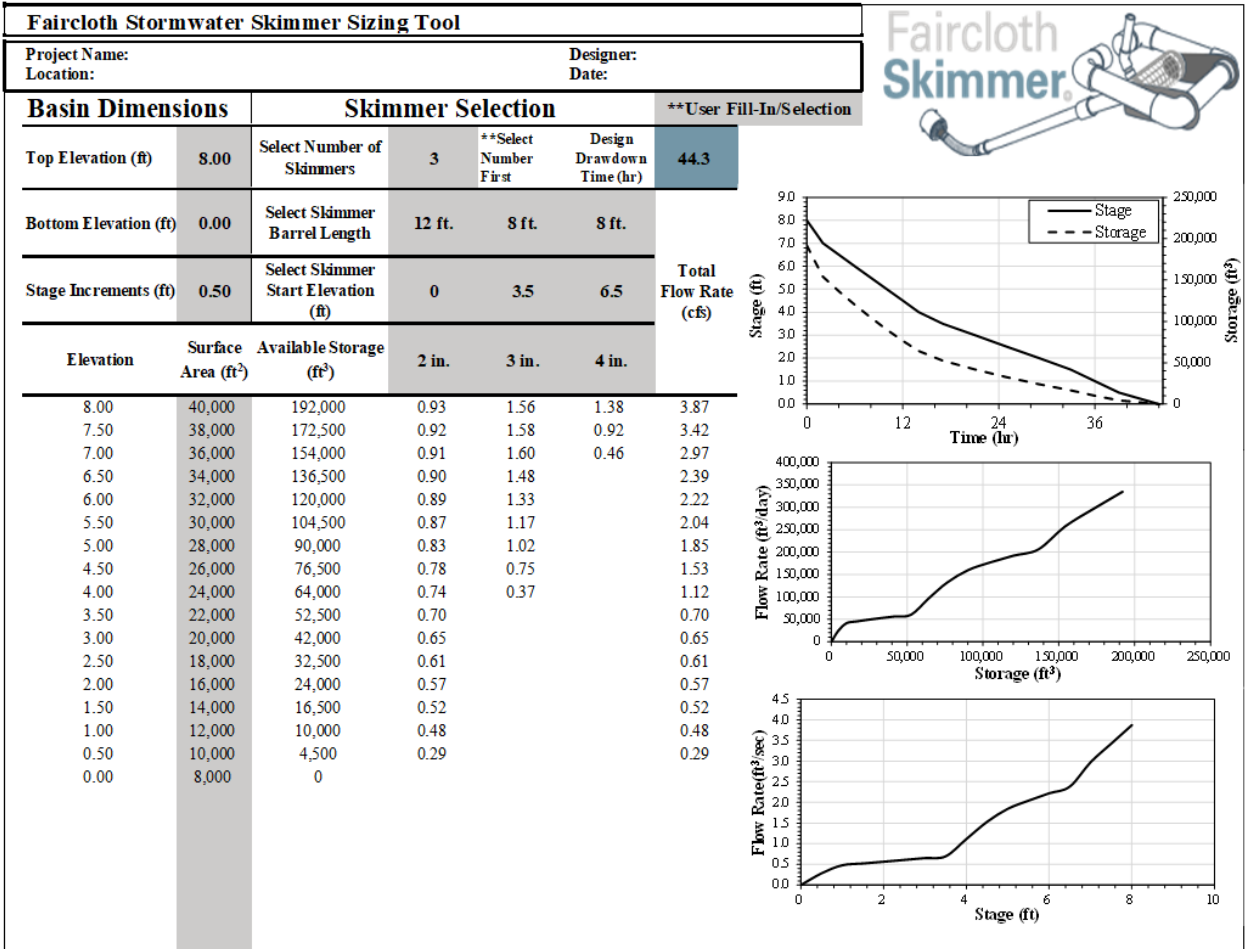 Faircloth Stormwater Skimmer Sizing Tool
Faircloth
Skimmer®
Project Name: Designer:
Location: Date:
Basin Dimensions Skimmer Selection **User Fill-In/Selection
Top Elevation (ft) 8.00 Select Number of Skimmers 3 **Select Number First Design Drawdown Time (hr) 44.3
Bottom Elevation (ft) 0.00 Select Skimmer Barrel Length 12 ft. 8 ft. 8 ft.
Stage Increments (ft) 0.50 Select Skimmer Start Elevation (ft) 0 3.5 6.5 Total Flow Rate (cfs)
Elevation Surface Area (ft²) Available Storage (ft³) 2 in. 3 in. 4 in.
8.00 40,000 192,000 0.93 1.56 1.38 3.87
7.50 38,000 172,500 0.92 1.58 0.92 3.42
7.00 36,000 154,000 0.91 1.60 0.46 2.97
6.50 34,000 136,500 0.90 1.48 2.39
6.00 32,000 120,000 0.89 1.33 2.22
5.50 30,000 104,500 0.87 1.17 2.04
5.00 28,000 90,000 0.83 1.02 1.85
4.50 26,000 76,500 0.78 0.75 1.53
4.00 24,000 64,000 0.74 0.37 1.12
3.50 22,000 52,500 0.70 0.70
3.00 20,000 42,000 0.65 0.65
2.50 18,000 32,500 0.61 0.61
2.00 16,000 24,000 0.57 0.57
1.50 14,000 16,500 0.52 0.52
1.00 12,000 10,000 0.48 0.48
0.50 10,000 4,500 0.29 0.29
0.00 8,000 0
Stage (ft)
9.0
8.0
7.0
6.0
5.0
4.0
3.0
2.0
1.0
0.0
Stage
Storage
250,000
200,000
150,000
100,000
50,000
0
Storage (ft³)
0 12 24 36
Time (hr)
Flow Rate (ft³/day)
400,000
350,000
300,000
250,000
200,000
150,000
100,000
50,000
0
0 50,000 100,000 150,000 200,000 250,000
Storage (ft³)
Flow Rate(ft³/sec)
4.5
4.0
3.5
3.0
2.5
2.0
1.5
1.0
0.5
0.0
0 2 4 6 8 10
Stage (ft)